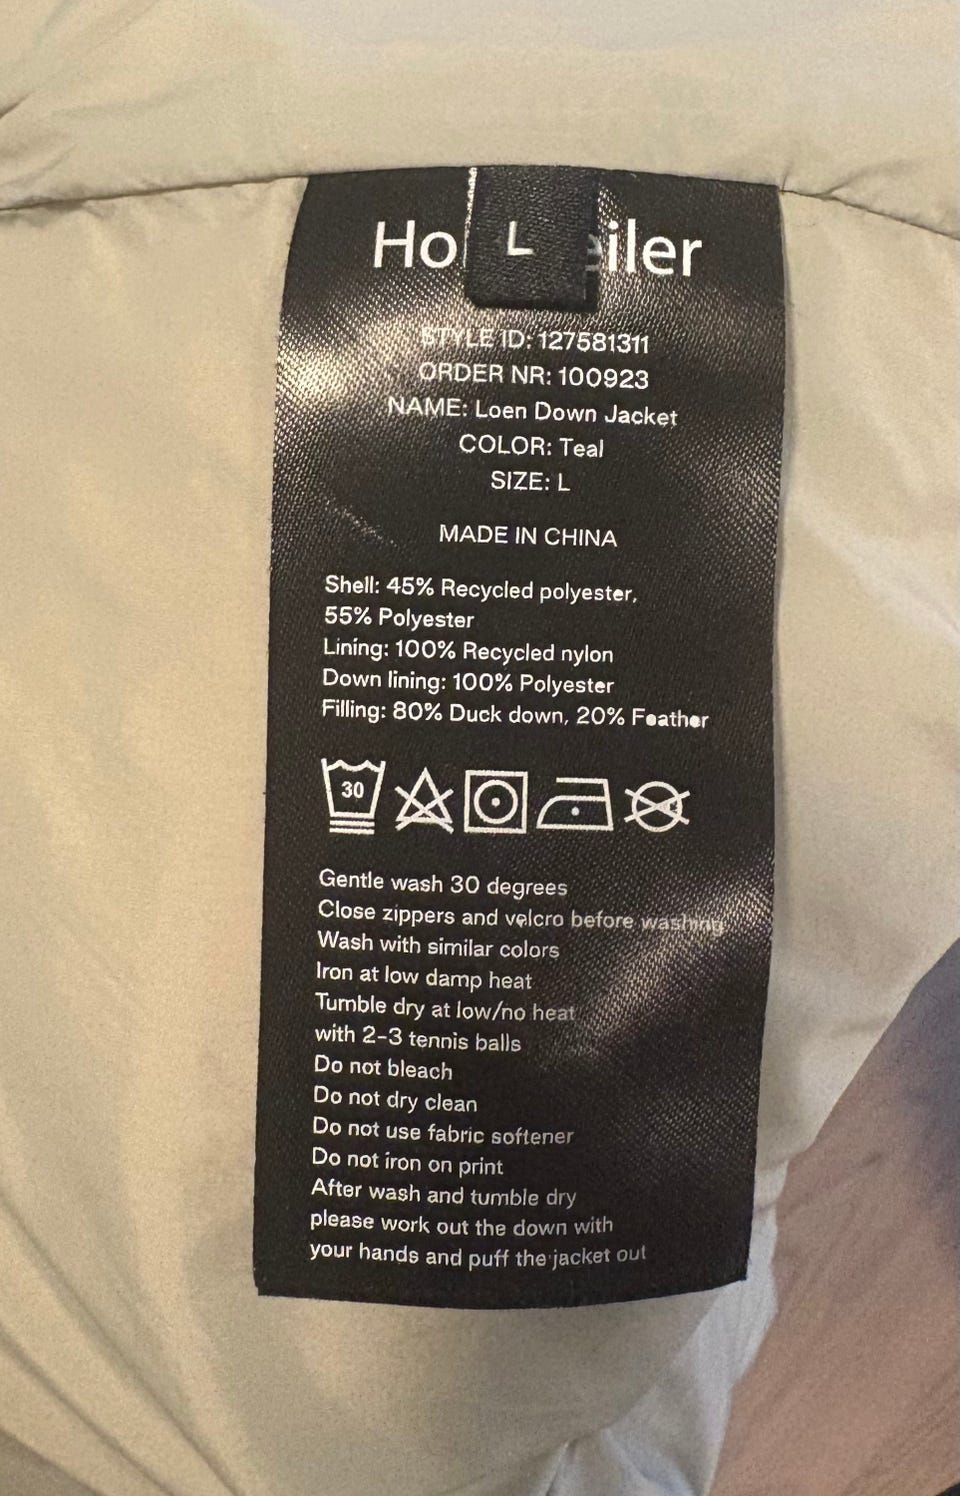 Ho L eiler
STYLE ID: 127581311
ORDER NR: 100923
NAME: Loen Down Jacket
COLOR: Teal
SIZE: L
MADE IN CHINA
Shell: 45% Recycled polyester,
55% Polyester
Lining: 100% Recycled nylon
Down lining: 100% Polyester
Filling: 80% Duck down, 20% Feather
30
Gentle wash 30 degrees
Close zippers and velcro before washing
Wash with similar colors
Iron at low damp heat
Tumble dry at low/no heat
with 2-3 tennis balls
Do not bleach
Do not dry clean
Do not use fabric softener
Do not iron on print
After wash and tumble dry
please work out the down with
your hands and puff the jacket out